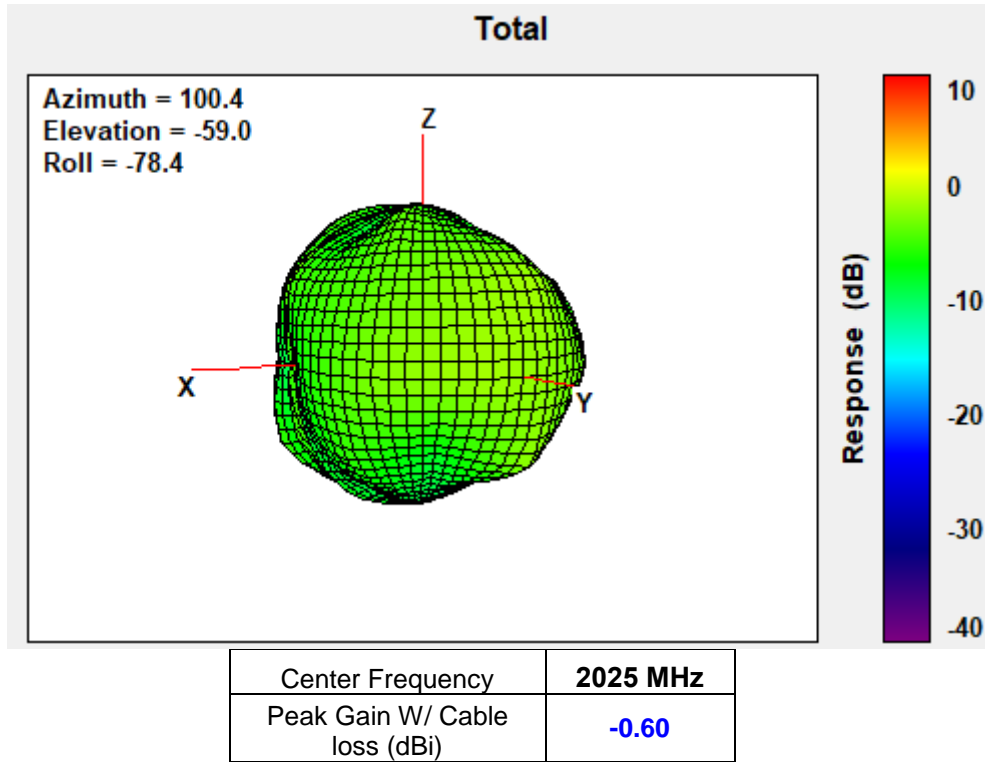 Total
Azimuth = 100.4
Elevation = -59.0
Roll = -78.4
Z
X
Y
10
0
-10
-20
-30
-40
Response (dB)
Center Frequency 2025 MHz
Peak Gain W/ Cable
loss (dBi) -0.60